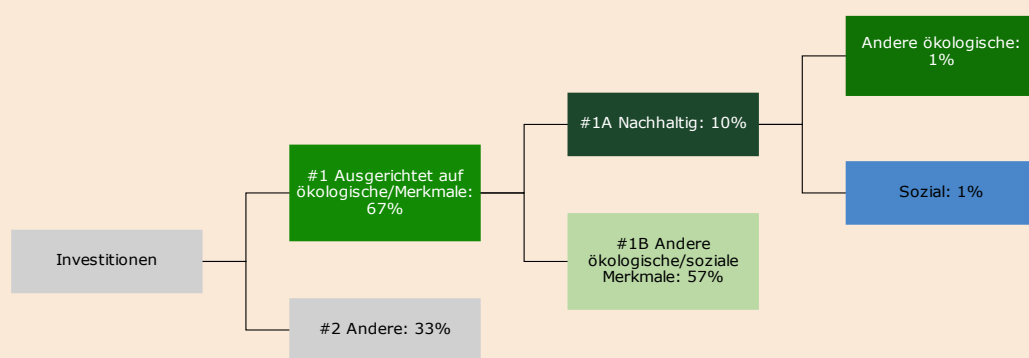 Investitionen
#1 Ausgerichtet auf
ökologische/Merkmale:
67%
#2 Andere: 33%
#1A Nachhaltig: 10%
#1B Andere
ökologische/soziale
Merkmale: 57%
Andere ökologische:
1%
Sozial: 1%